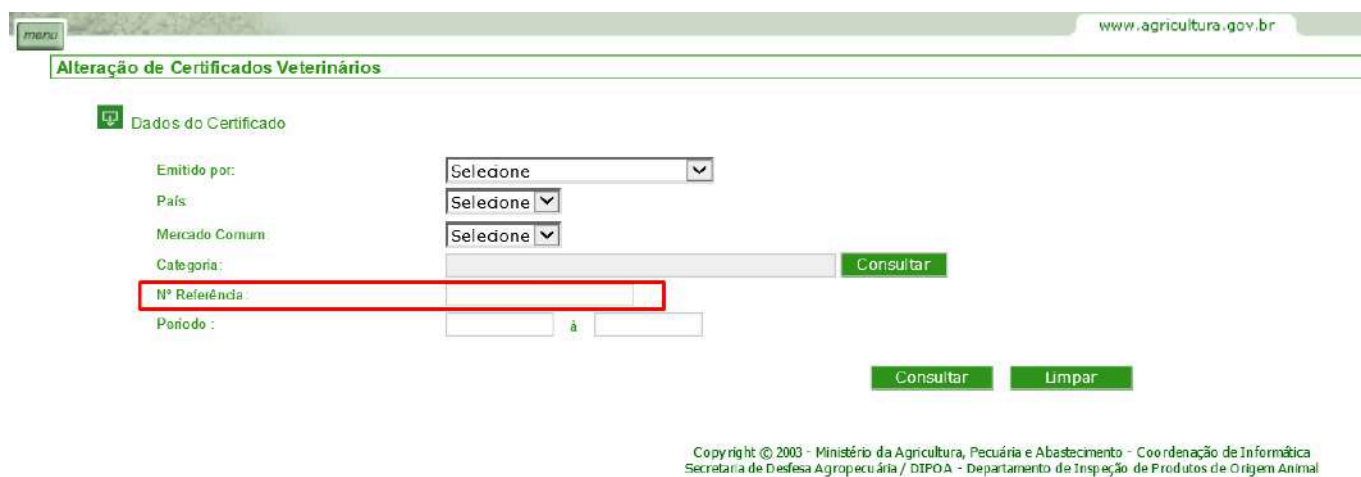 menu
www.agricultura.gov.br
Alteração de Certificados Veterinários
Dados do Certificado
Emitido por: Selecione
País: Selecione
Mercado Comum: Selecione
Categoria: Consultar
Nº Referência:
Período : à
Consultar Limpar
Copyright © 2003 - Ministério da Agricultura, Pecuária e Abastecimento - Coordenação de Informática
Secretaria de Desfesa Agropecuária / DIPOA - Departamento de Inspeção de Produtos de Origem Animal